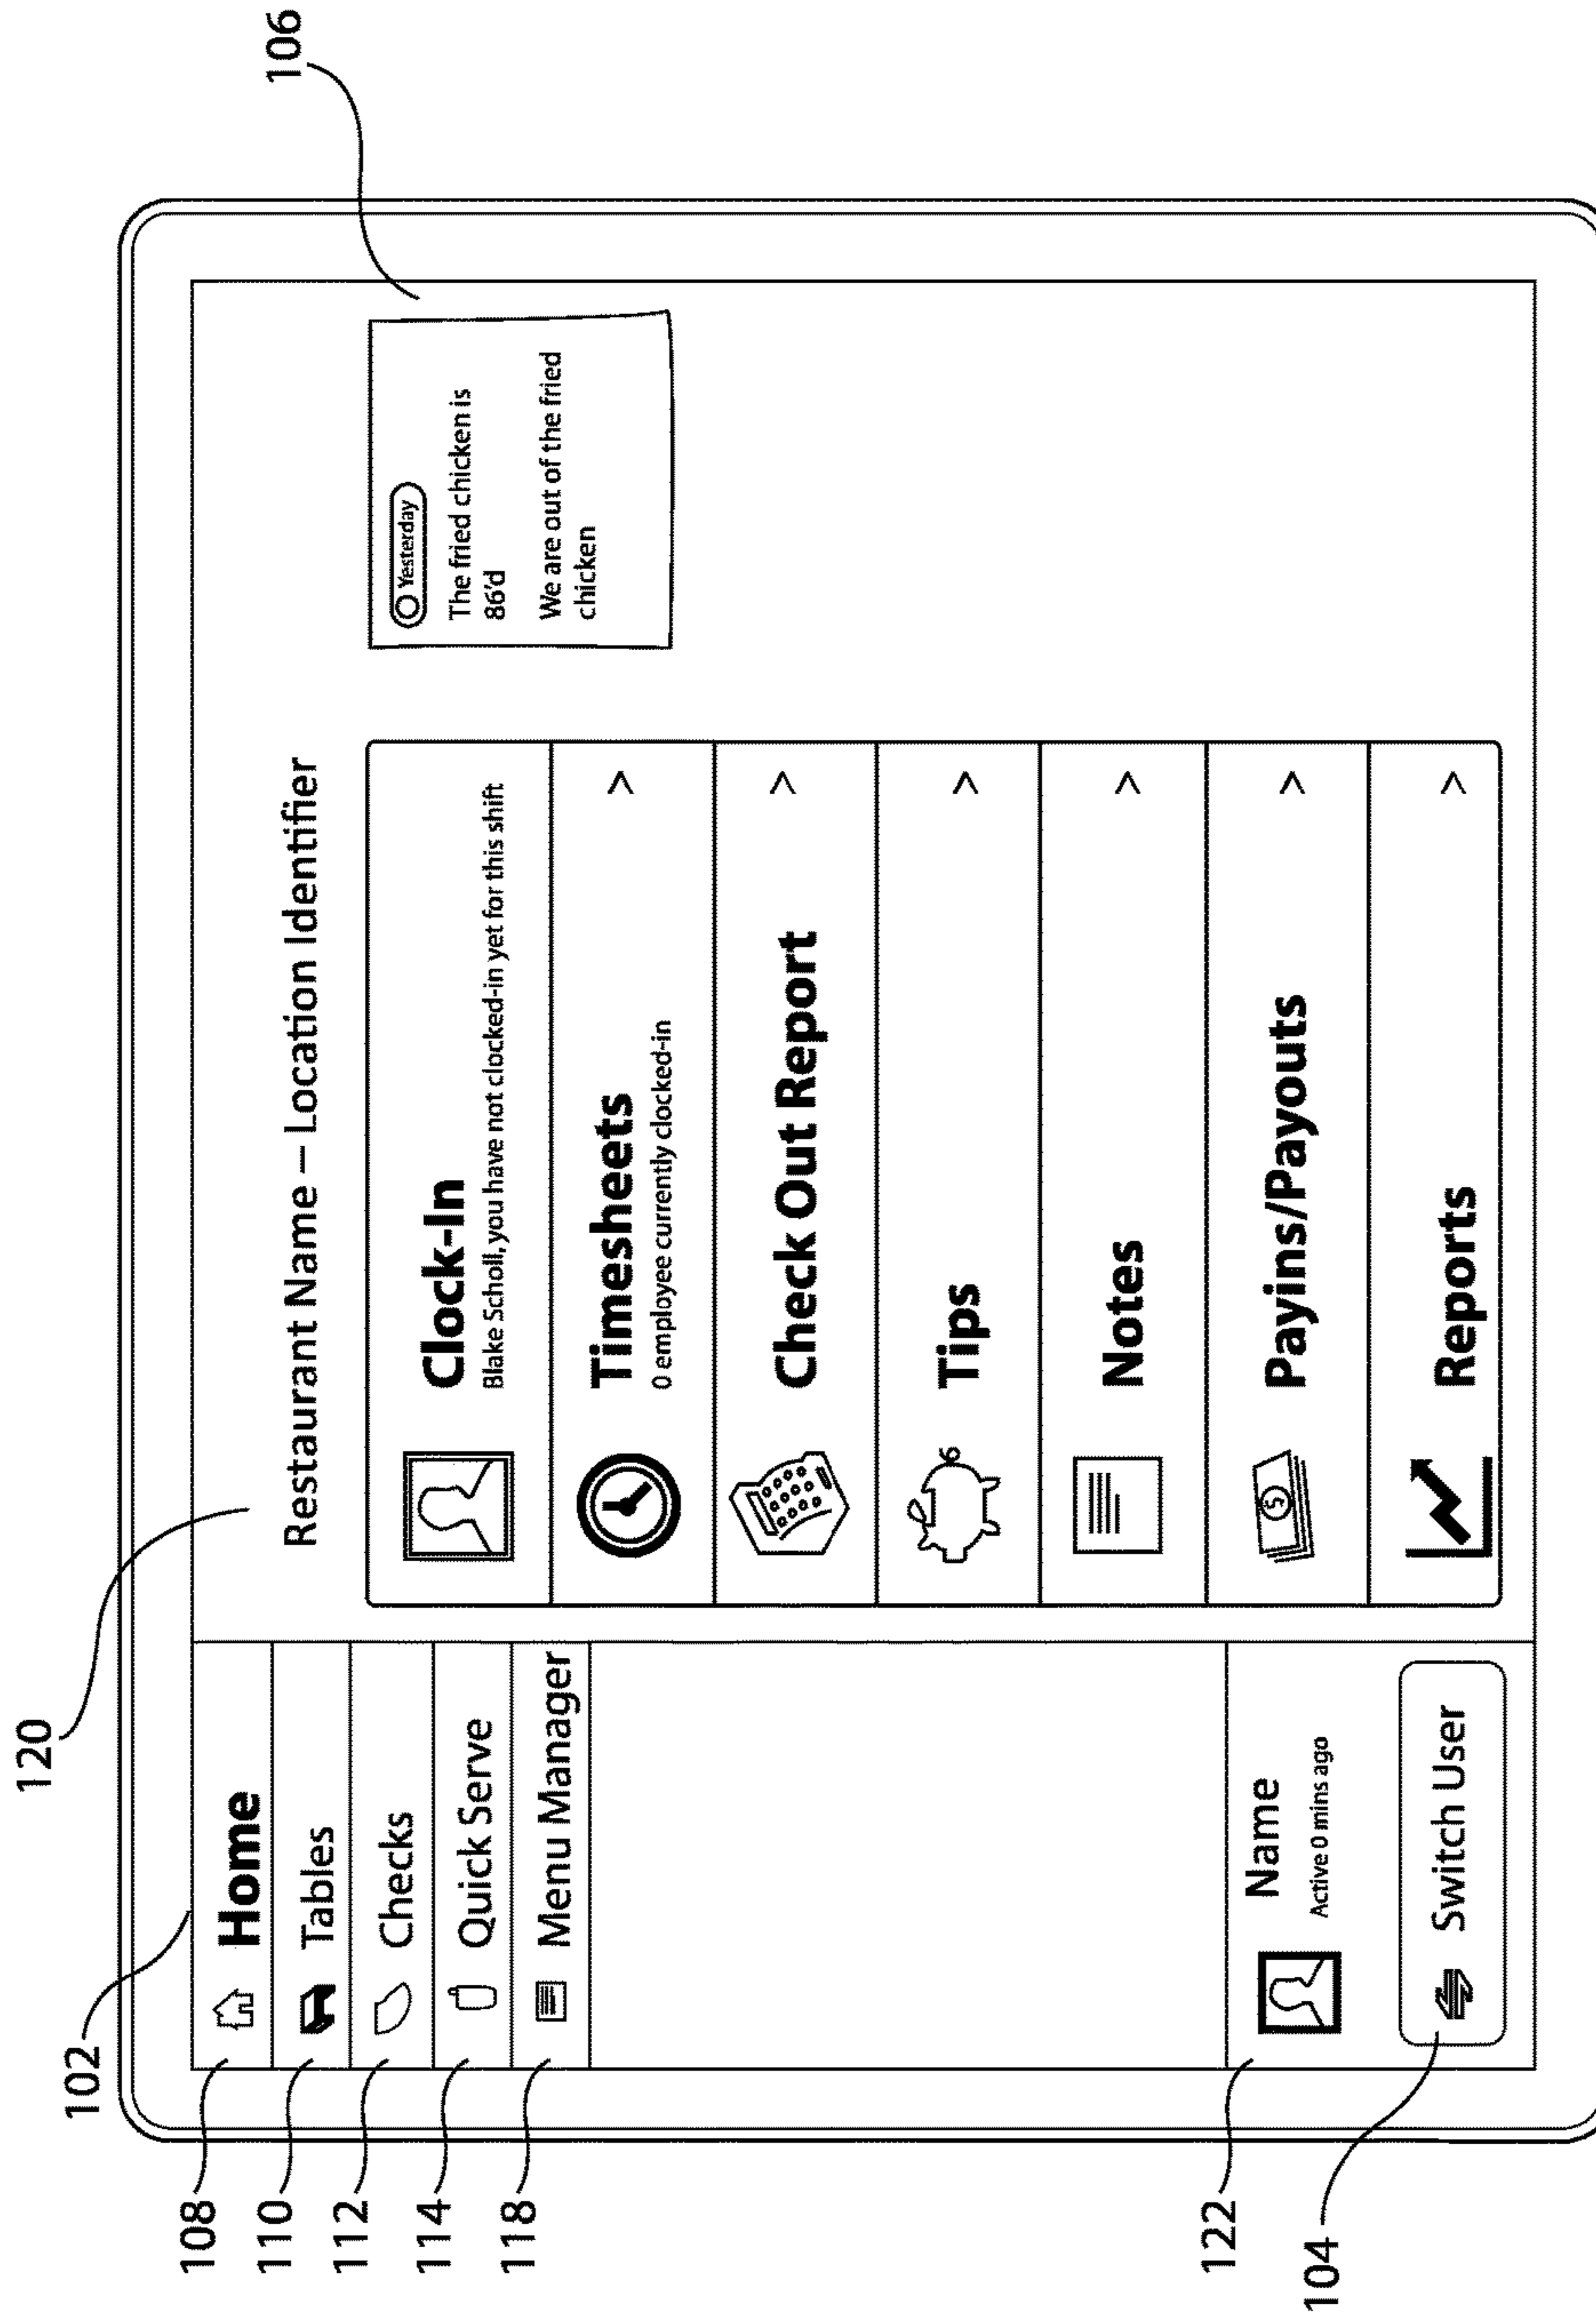 120
102
106
108
Home
110
Tables
112
Checks
114
Quick Serve
118
Menu Manager
122
Name
Active 0 mins ago
104
Switch User
Restaurant Name – Location Identifier
Clock-In
Blake Scholl, you have not clocked-in yet for this shift
Timesheets
0 employee currently clocked-in
>
Check Out Report
>
Tips
>
Notes
>
Payins/Payouts
>
5
Reports
>
Yesterday
The fried chicken is
86'd
We are out of the fried
chicken